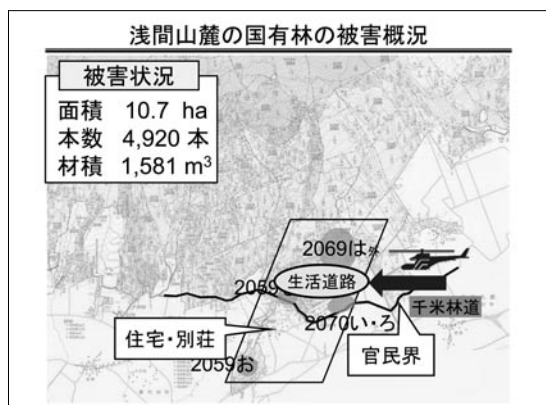 浅間山麓の国有林の被害概況
被害状況
面積 10.7 ha
本数 4,920 本
材積 1,581 m³
2069は外
生活道路
2059
千米林道
2070い・ろ
住宅・別荘
官民界
2059お